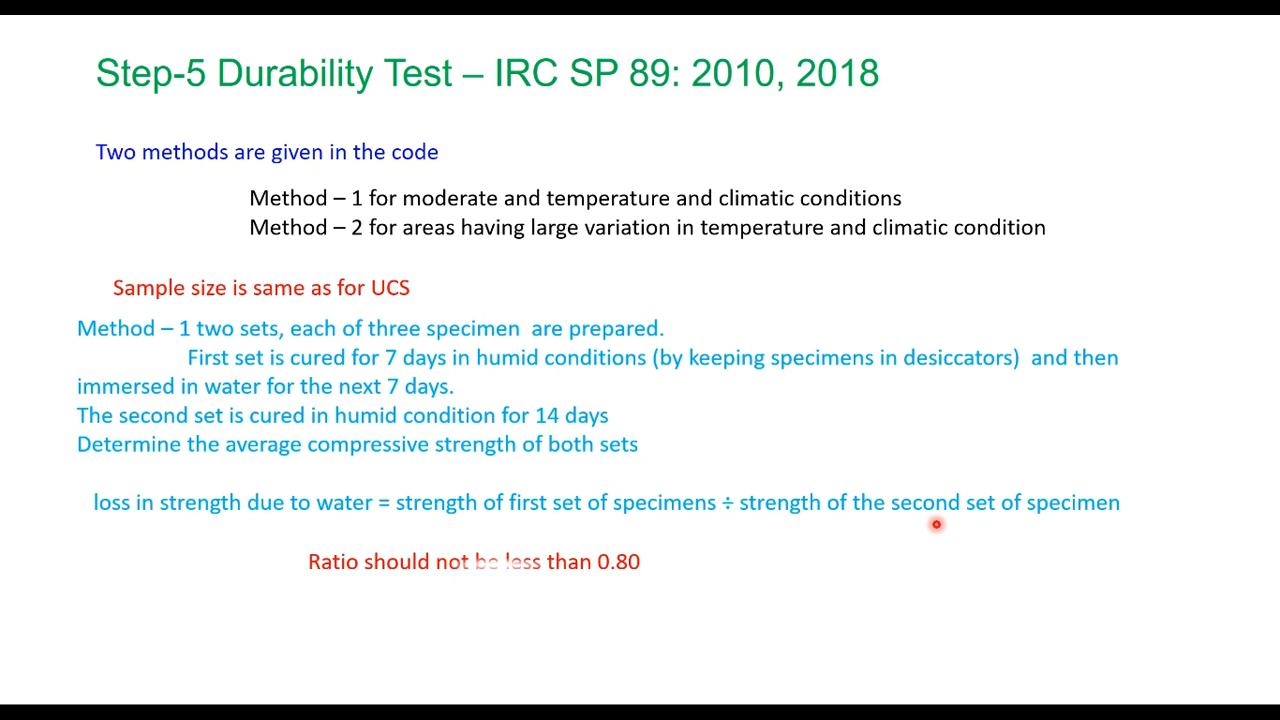 Step-5 Durability Test – IRC SP 89: 2010, 2018
Two methods are given in the code
Method – 1 for moderate and temperature and climatic conditions
Method – 2 for areas having large variation in temperature and climatic condition
Sample size is same as for UCS
Method – 1 two sets, each of three specimen are prepared.
First set is cured for 7 days in humid conditions (by keeping specimens in desiccators) and then
immersed in water for the next 7 days.
The second set is cured in humid condition for 14 days
Determine the average compressive strength of both sets
loss in strength due to water = strength of first set of specimens ÷ strength of the second set of specimen
Ratio should not be less than 0.80